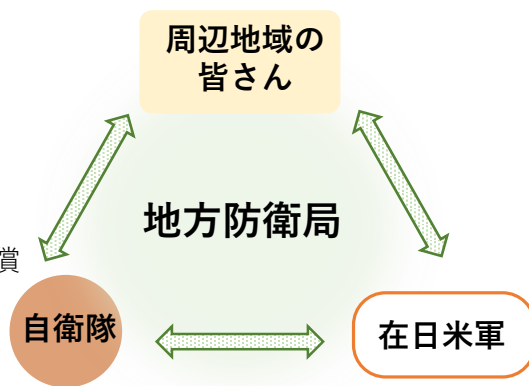 周辺地域の
皆さん
地方防衛局
賞
自衛隊
在日米軍